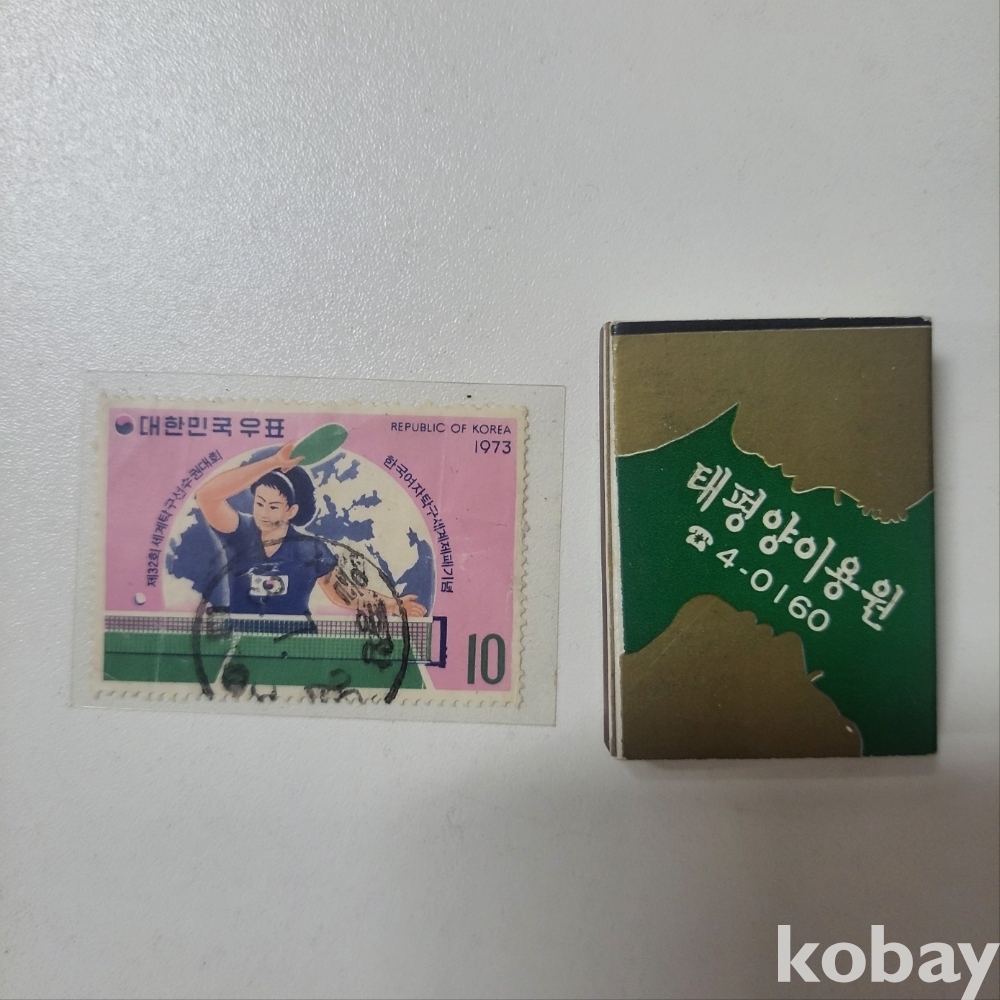 대한민국우표
REPUBLIC OF KOREA
1973
제32회 세계탁구선수권대회
한국여자탁구세계제패기념
10
태평양이용원
☎ 4-0160
kobay